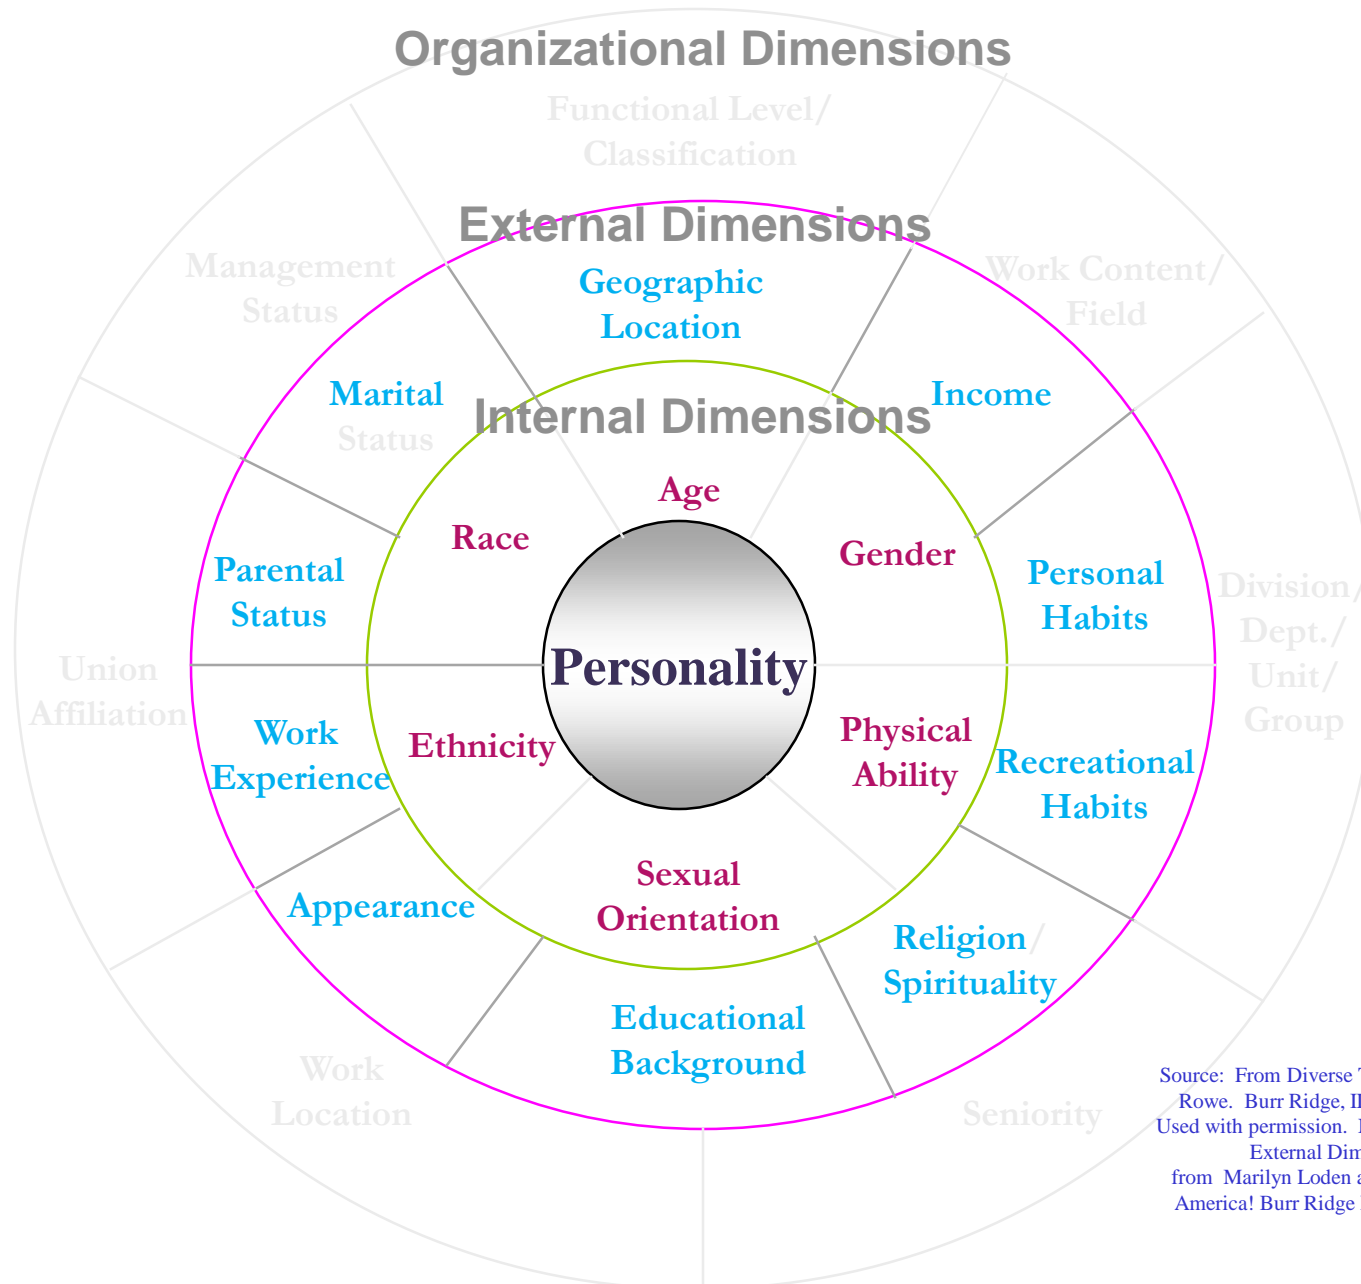 Organizational Dimensions
Functional Level/
Classification
External Dimensions
Management
Status
Geographic
Location
Work Content/
Field
Marital
Status
Income
Internal Dimensions
Age
Race
Gender
Parental
Status
Personal
Habits
Division/
Dept./
Unit/
Group
Union
Affiliation
Personality
Work
Experience
Ethnicity
Physical
Ability
Recreational
Habits
Appearance
Sexual
Orientation
Religion /
Spirituality
Educational
Background
Work
Location
Seniority
Source: From Diverse
Rowe. Burr Ridge,
Used with permission.
External
from Marilyn Loden
America! Burr Ridge